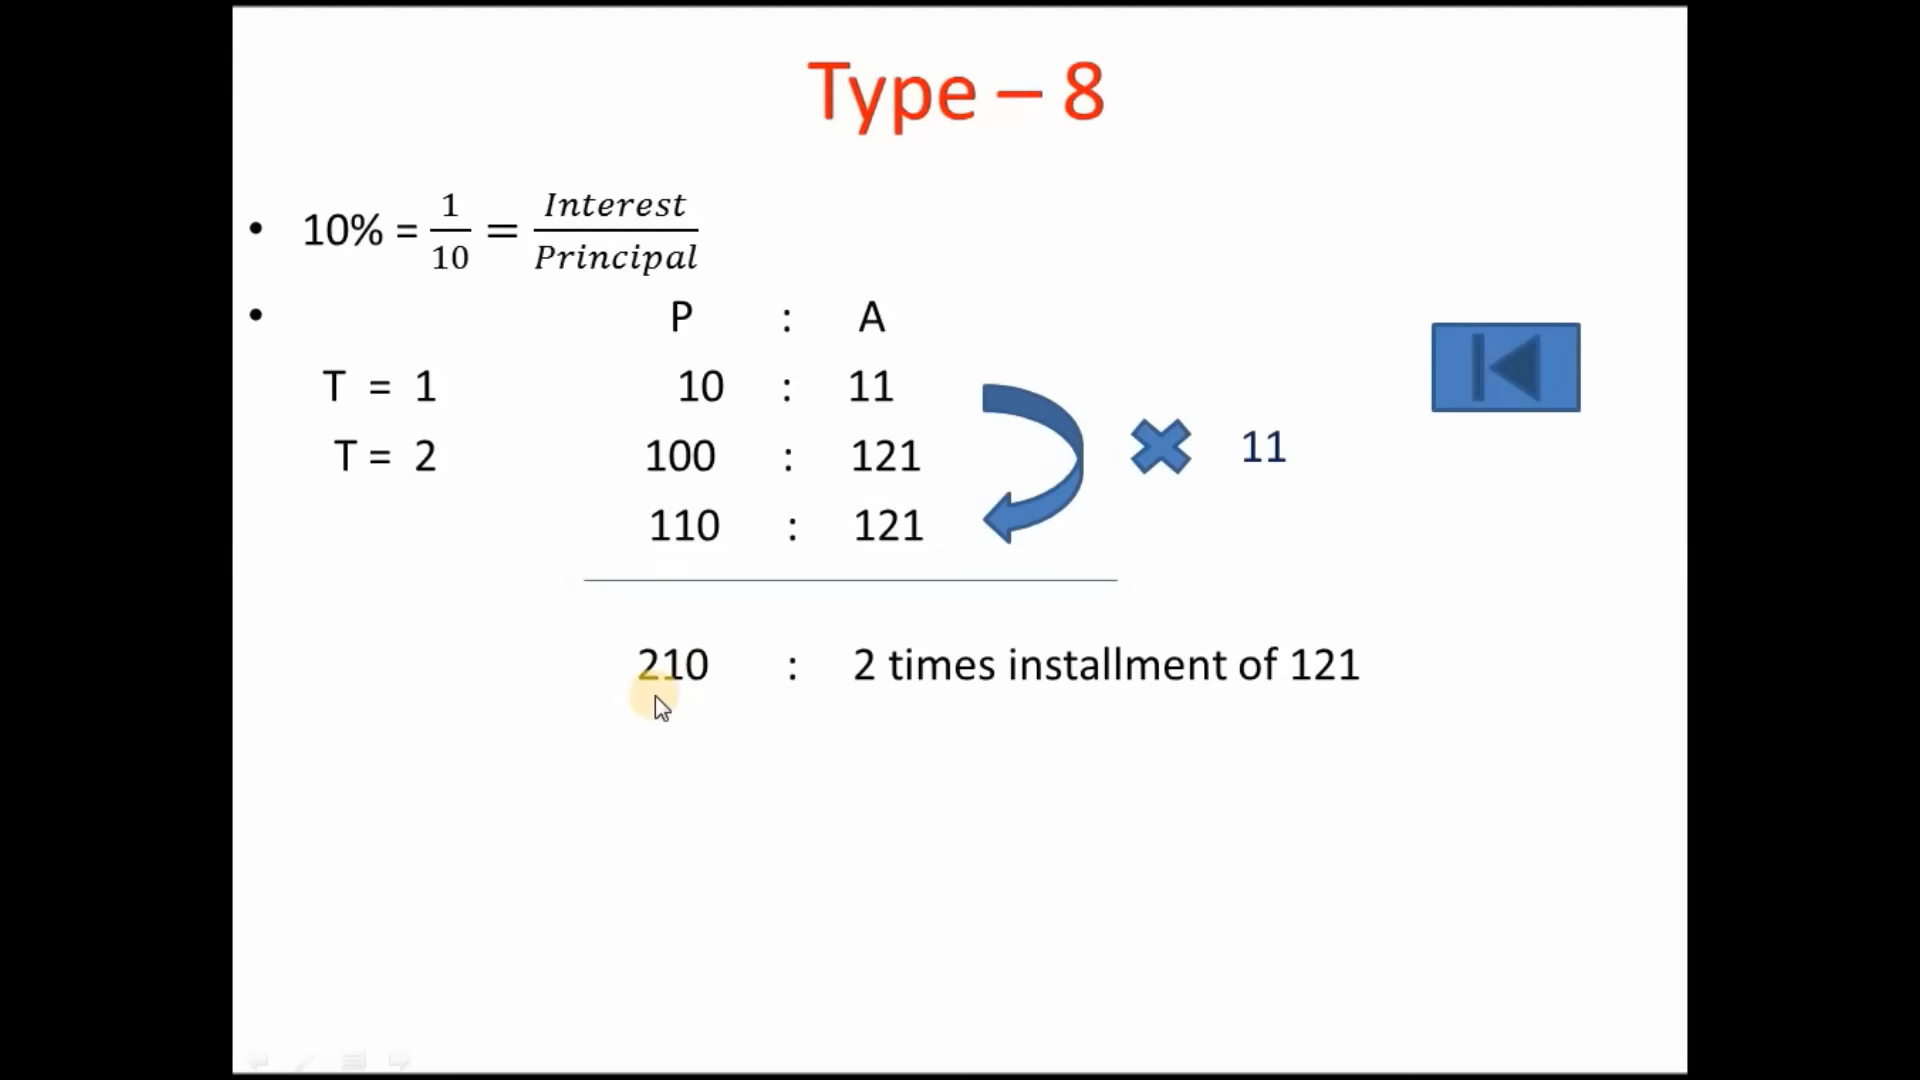 Type – 8
• 10% = 1/10 = Interest/Principal
• P : A
T = 1 10 : 11
T = 2 100 : 121
× 11
110 : 121
210 : 2 times installment of 121